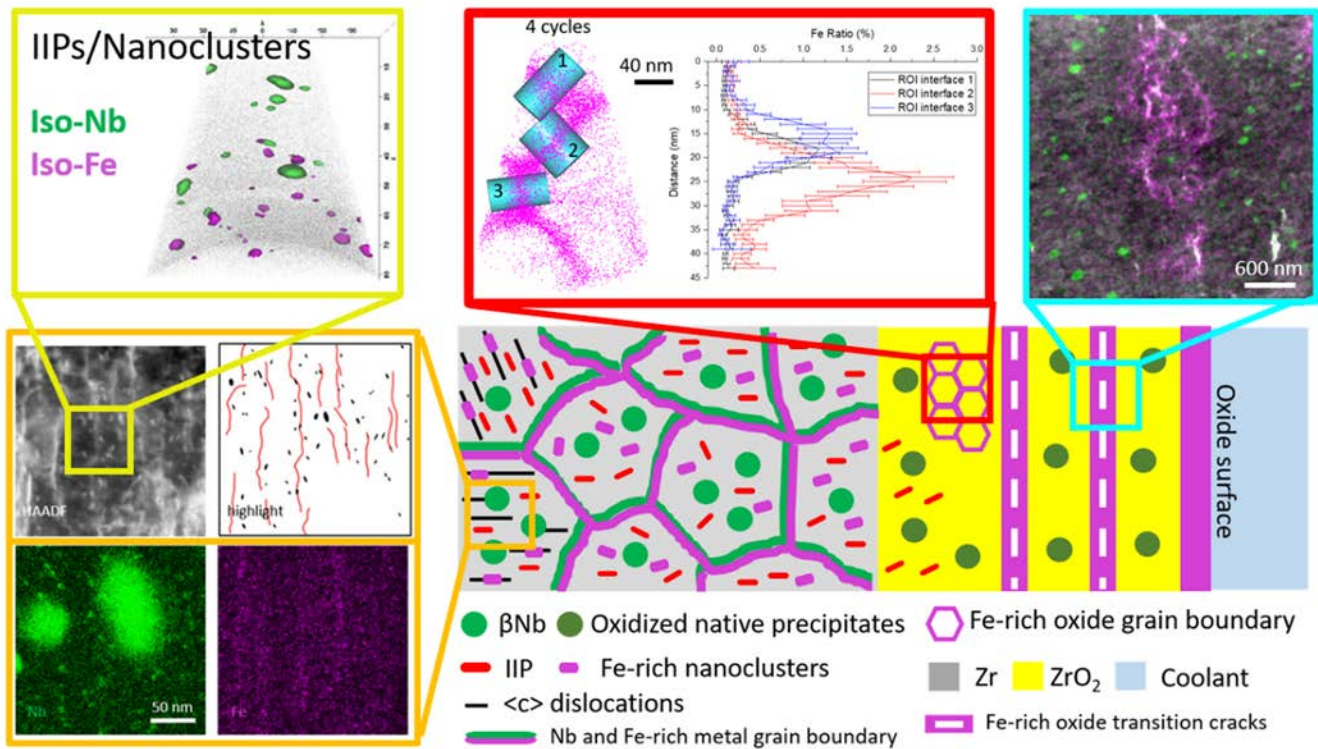 IIPs/Nanoclusters
Iso-Nb
Iso-Fe
4 cycles
40 nm
1
2
3
Fe Ratio (%)
0.0 0.5 1.0 1.5 2.0 2.5 3.0
Distance (nm)
0
5
10
15
20
25
30
35
40
45
ROI interface 1
ROI interface 2
ROI interface 3
600 nm
HAADF
highlight
Nb
50 nm
Fe
Oxide surface
βNb
Oxidized native precipitates
Fe-rich oxide grain boundary
IIP
Fe-rich nanoclusters
Zr
ZrO₂
Coolant
<c> dislocations
Nb and Fe-rich metal grain boundary
Fe-rich oxide transition cracks